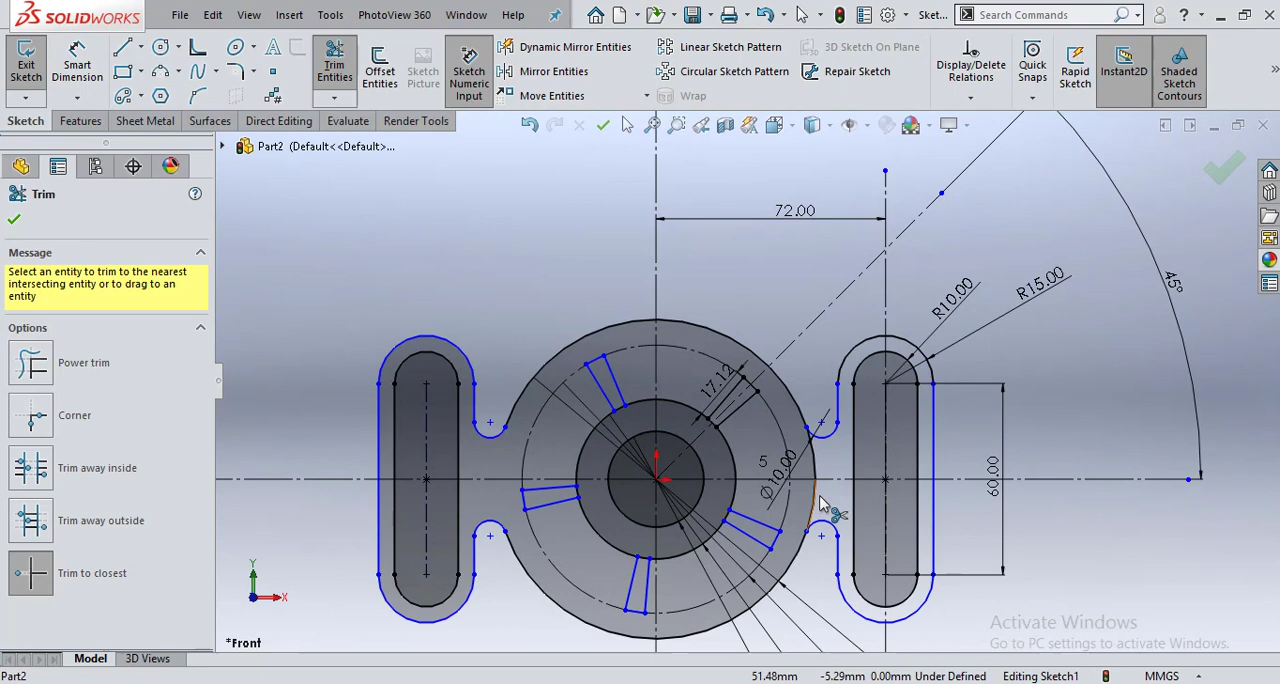 SOLIDWORKS
File Edit View Insert Tools PhotoView 360 Window Help
Sket...
Search Commands
?
Exit Sketch
Smart Dimension
Trim Entities
Offset Entities
Sketch Picture
Sketch Numeric Input
Dynamic Mirror Entities
Mirror Entities
Move Entities
Linear Sketch Pattern
Circular Sketch Pattern
Wrap
3D Sketch On Plane
Repair Sketch
Display/Delete Relations
Quick Snaps
Rapid Sketch
Instant2D
Shaded Sketch Contours
Sketch Features Sheet Metal Surfaces Direct Editing Evaluate Render Tools
Part2 (Default<<Default>...
Trim
?
Message
Select an entity to trim to the nearest
intersecting entity or to drag to an
entity
Options
Power trim
Corner
Trim away inside
Trim away outside
Trim to closest
72.00
R10.00
R15.00
45°
17.12
5
Ø10.00
60.00
Y
X
*Front
Activate Windows
Go to PC settings to activate Windows.
Model 3D Views
Part2
51.48mm -5.29mm 0.00mm Under Defined Editing Sketch1 MMGS